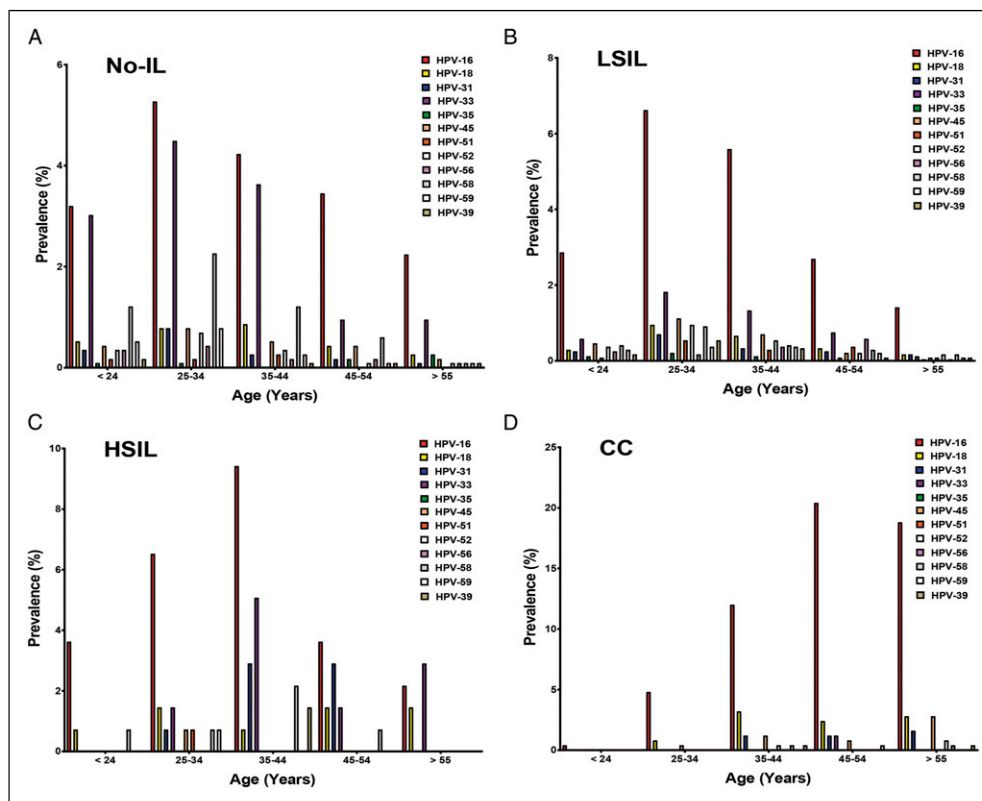 A
No-IL
Prevalence (%)
6
4
2
0
< 24
25-34
35-44
45-54
> 55
Age (Years)
HPV-16
HPV-18
HPV-31
HPV-33
HPV-35
HPV-45
HPV-51
HPV-52
HPV-56
HPV-58
HPV-59
HPV-39
B
LSIL
Prevalence (%)
8
6
4
2
0
< 24
25-34
35-44
45-54
> 55
Age (Years)
HPV-16
HPV-18
HPV-31
HPV-33
HPV-35
HPV-45
HPV-51
HPV-52
HPV-56
HPV-58
HPV-59
HPV-39
C
HSIL
Prevalence (%)
10
8
6
4
2
0
< 24
25-34
35-44
45-54
> 55
Age (Years)
HPV-16
HPV-18
HPV-31
HPV-33
HPV-35
HPV-45
HPV-51
HPV-52
HPV-56
HPV-58
HPV-59
HPV-39
D
CC
Prevalence (%)
25
20
15
10
5
0
< 24
25-34
35-44
45-54
> 55
Age (Years)
HPV-16
HPV-18
HPV-31
HPV-33
HPV-35
HPV-45
HPV-51
HPV-52
HPV-56
HPV-58
HPV-59
HPV-39